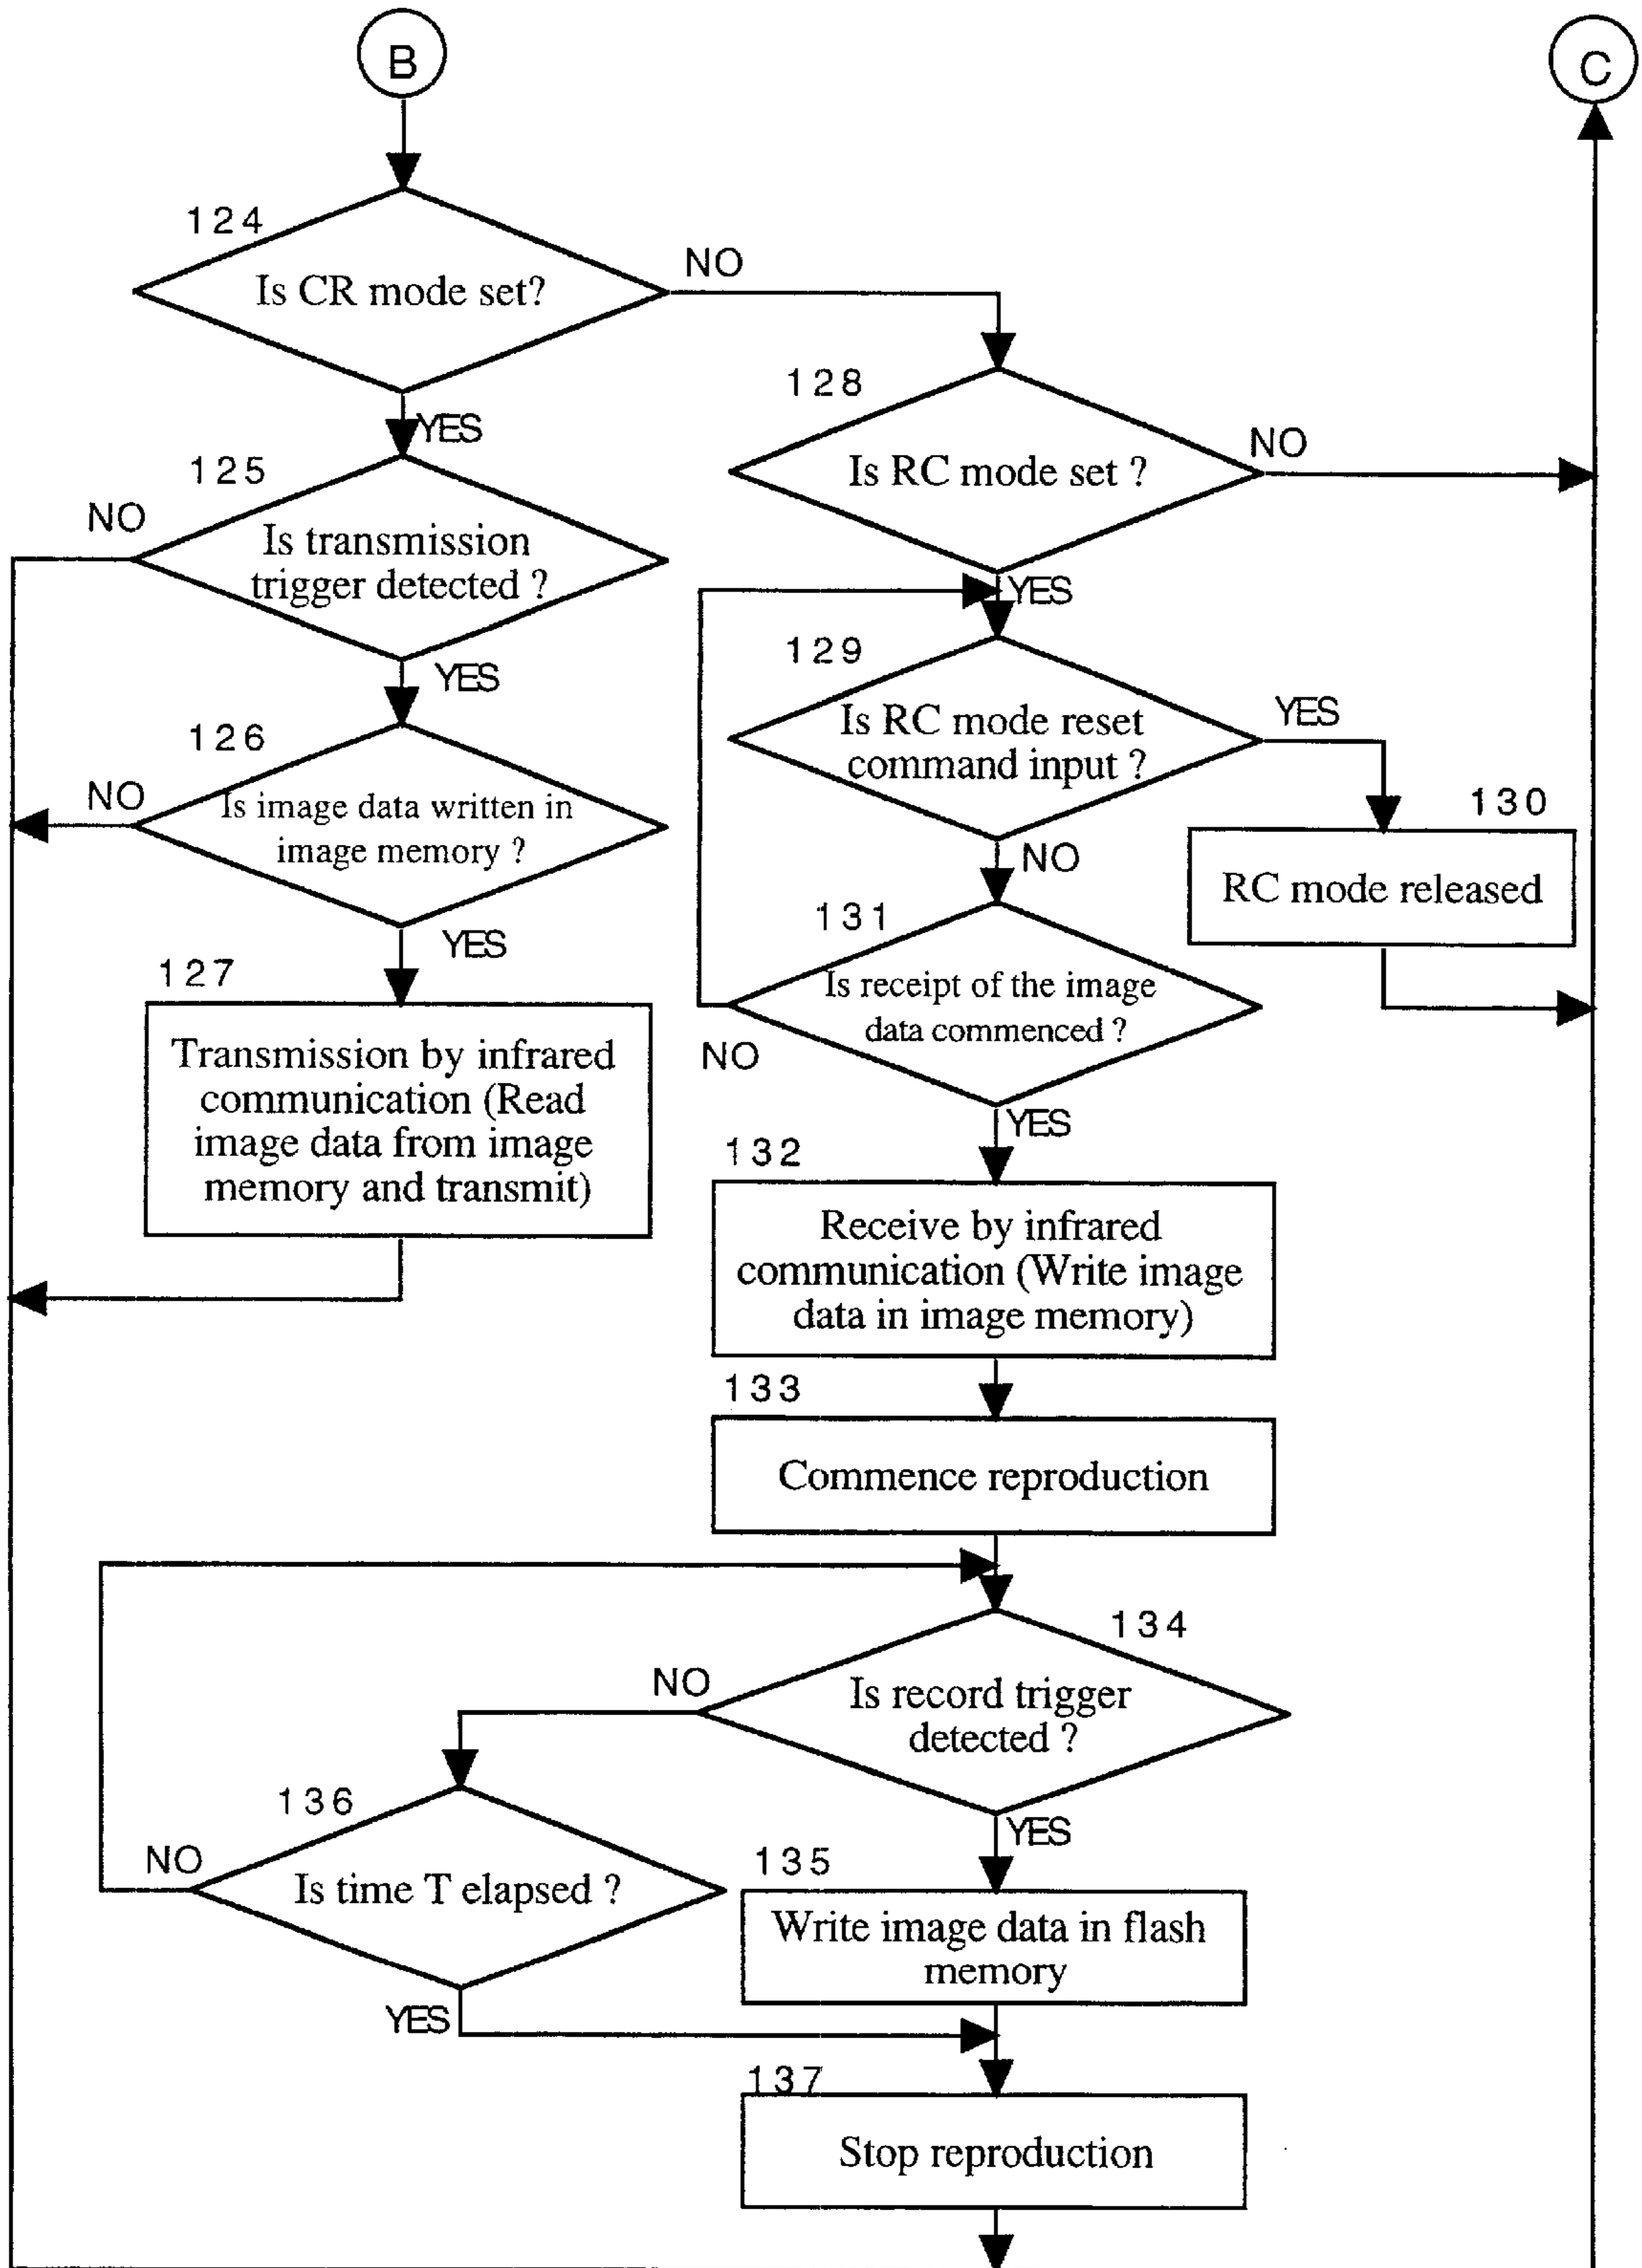 B
C
124
Is CR mode set?
NO
YES
128
Is RC mode set ?
NO
YES
125
NO
Is transmission
trigger detected ?
YES
129
Is RC mode reset
command input ?
YES
NO
126
NO
Is image data written in
image memory ?
YES
130
RC mode released
131
Is receipt of the image
data commenced ?
NO
YES
127
Transmission by infrared
communication (Read
image data from image
memory and transmit)
132
Receive by infrared
communication (Write image
data in image memory)
133
Commence reproduction
134
NO
Is record trigger
detected ?
YES
136
NO
Is time T elapsed ?
YES
135
Write image data in flash
memory
137
Stop reproduction